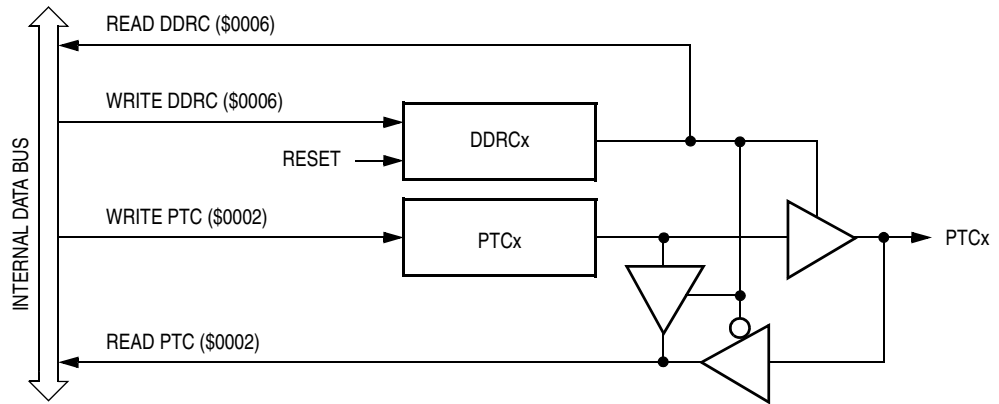 READ DDRC ($0006)
WRITE DDRC ($0006)
DDRCx
RESET
WRITE PTC ($0002)
PTCx
PTCx
INTERNAL DATA BUS
READ PTC ($0002)